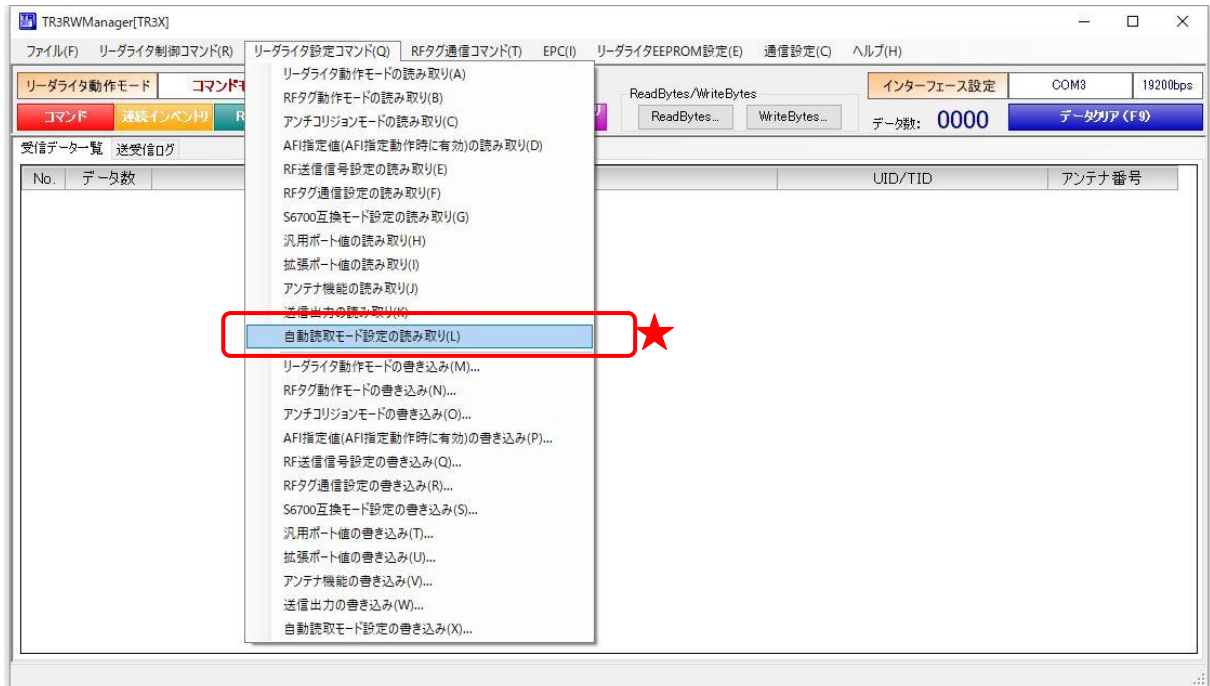 TR3RWManager[TR3X]
ファイル(F) リーダライタ制御コマンド(R) リーダライタ設定コマンド(Q) RFタグ通信コマンド(T) EPC(I) リーダライタEEPROM設定(E) 通信設定(C) ヘルプ(H)
リーダライタ動作モード コマンドモ インターフェース設定 COM3 19200bps
ReadBytes/WriteBytes
コマンド 連続インベントリ R リ ReadBytes... WriteBytes... データ数: 0000 データクリア(F9)
受信データ一覧 送受信ログ
No. データ数 UID/TID アンテナ番号
リーダライタ動作モードの読み取り(A)
RFタグ動作モードの読み取り(B)
アンチコリジョンモードの読み取り(C)
AFI指定値(AFI指定動作時に有効)の読み取り(D)
RF送信信号設定の読み取り(E)
RFタグ通信設定の読み取り(F)
S6700互換モード設定の読み取り(G)
汎用ポート値の読み取り(H)
拡張ポート値の読み取り(I)
アンテナ機能の読み取り(J)
送信出力の読み取り(K)
自動読取モード設定の読み取り(L)
リーダライタ動作モードの書き込み(M)...
RFタグ動作モードの書き込み(N)...
アンチコリジョンモードの書き込み(O)...
AFI指定値(AFI指定動作時に有効)の書き込み(P)...
RF送信信号設定の書き込み(Q)...
RFタグ通信設定の書き込み(R)...
S6700互換モード設定の書き込み(S)...
汎用ポート値の書き込み(T)...
拡張ポート値の書き込み(U)...
アンテナ機能の書き込み(V)...
送信出力の書き込み(W)...
自動読取モード設定の書き込み(X)...